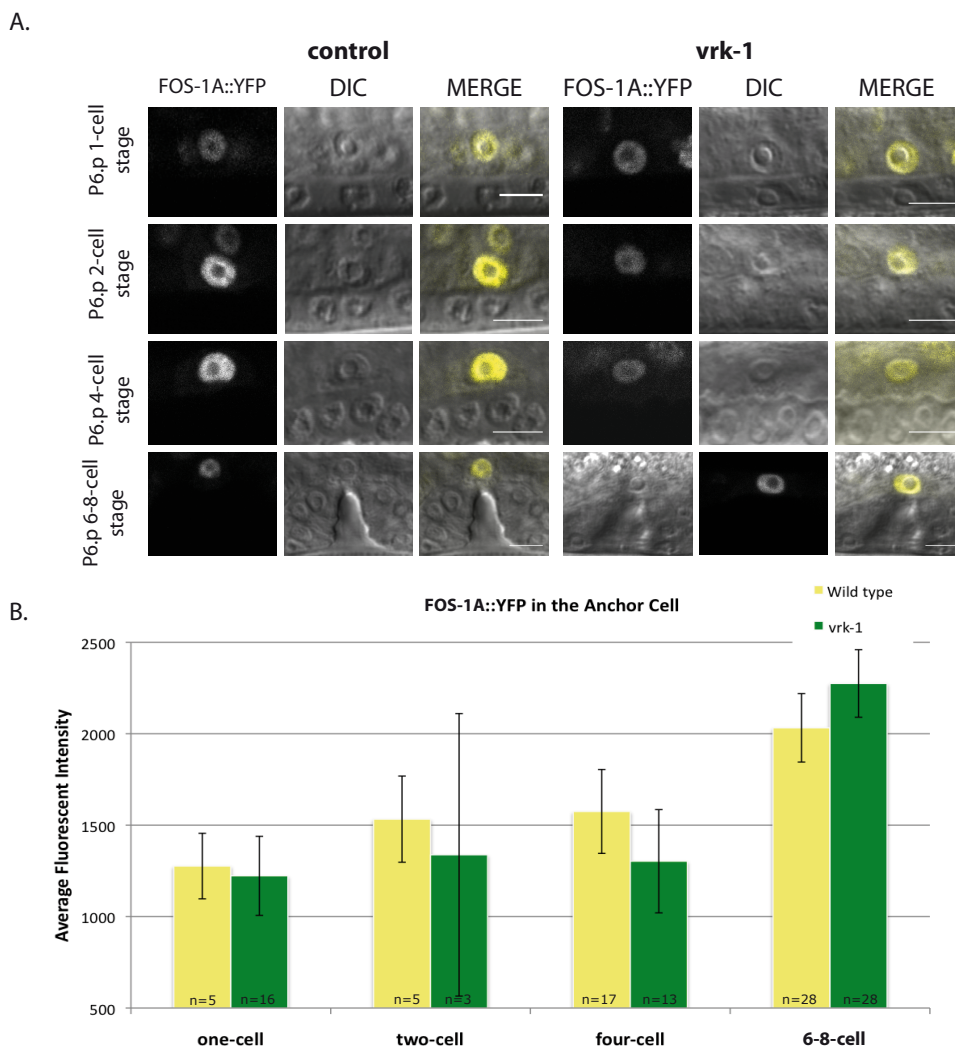 A.
control vrk-1
FOS-1A::YFP DIC MERGE FOS-1A::YFP DIC MERGE
P6.p 1-cell
stage
P6.p 2-cell
stage
P6.p 4-cell
stage
P6.p 6-8-cell
stage
B.
FOS-1A::YFP in the Anchor Cell
Wild type
vrk-1
Average Fluorescent Intensity
2500
2000
1500
1000
500
n=5 n=16 n=5 n=3 n=17 n=13 n=28 n=28
one-cell two-cell four-cell 6-8-cell